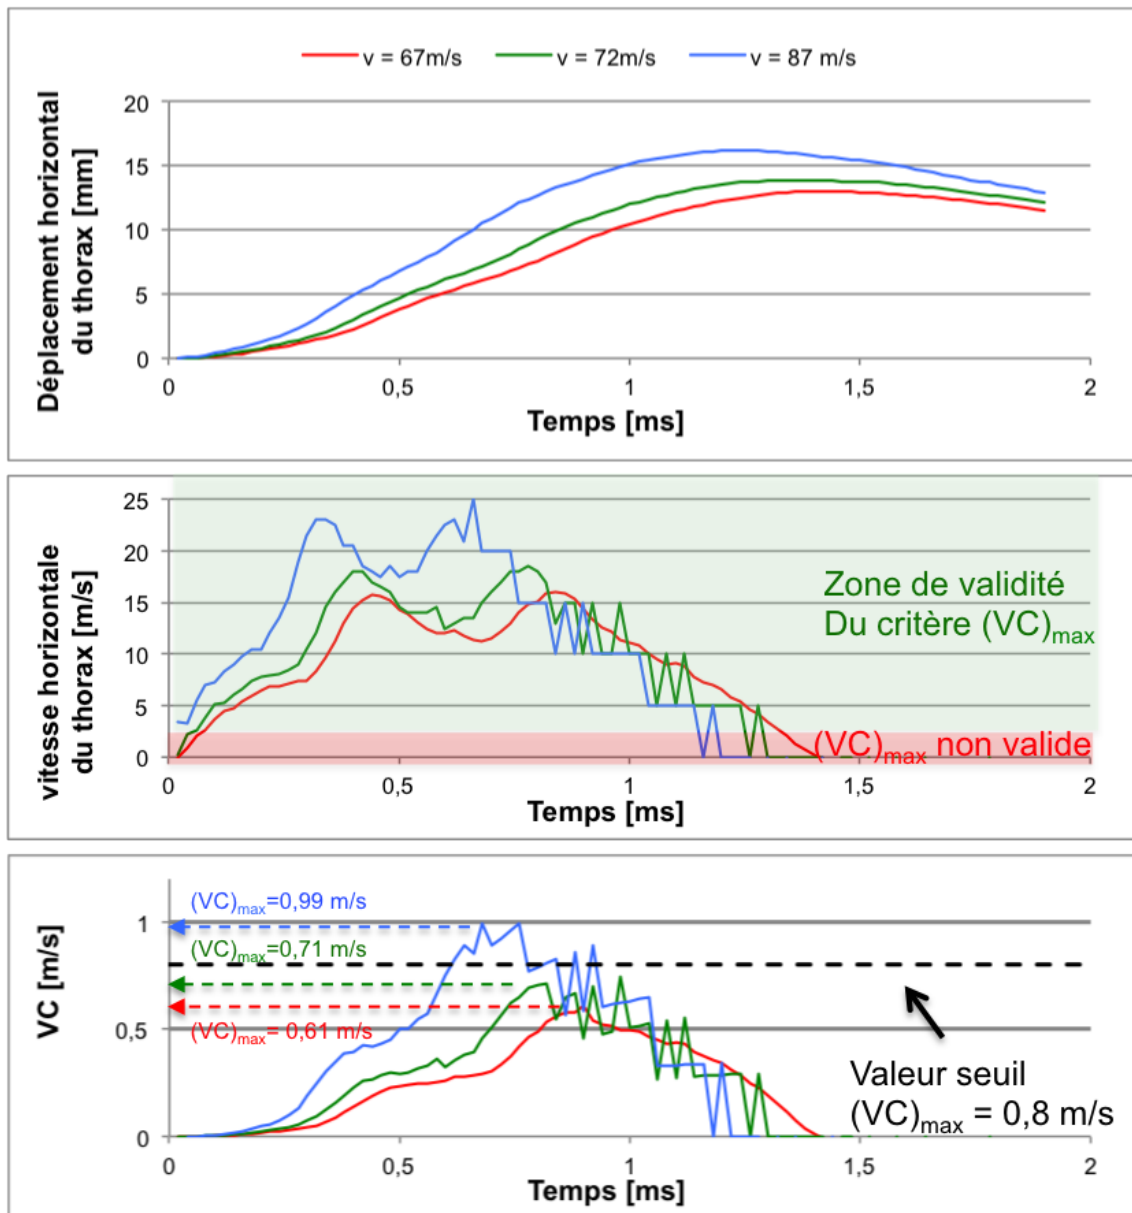 v = 67m/s v = 72m/s v = 87 m/s
Déplacement horizontal
du thorax [mm]
20
15
10
5
0
0 0,5 1 1,5 2
Temps [ms]
vitesse horizontale
du thorax [m/s]
25
20
15
10
5
0
Zone de validité
Du critère (VC)max
(VC)max non valide
0 0,5 1 1,5 2
Temps [ms]
VC [m/s]
1
0,5
0
(VC)max=0,99 m/s
(VC)max=0,71 m/s
(VC)max= 0,61 m/s
Valeur seuil
(VC)max = 0,8 m/s
0 0,5 1 1,5 2
Temps [ms]